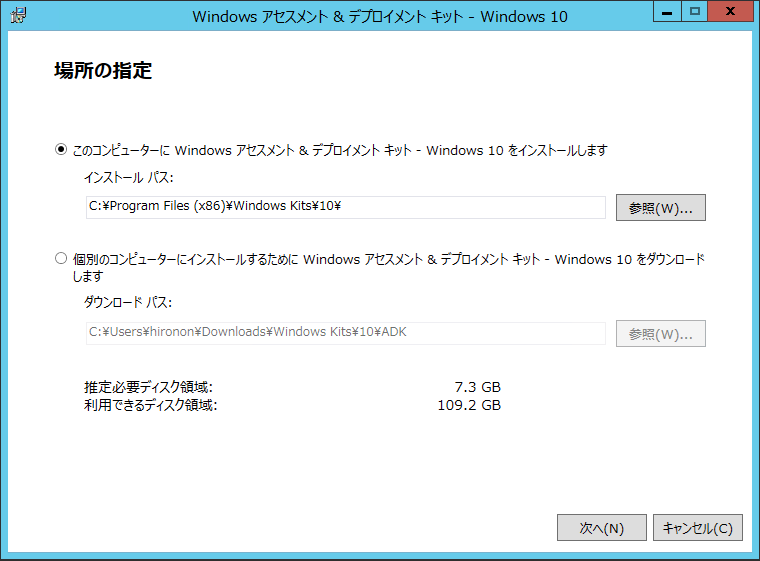 Windows アセスメント & デプロイメント キット - Windows 10
場所の指定
このコンピューターに Windows アセスメント & デプロイメント キット - Windows 10 をインストールします
インストール パス:
C:¥Program Files (x86)¥Windows Kits¥10¥
参照(W)...
個別のコンピューターにインストールするために Windows アセスメント & デプロイメント キット - Windows 10 をダウンロード
します
ダウンロード パス:
C:¥Users¥hironon¥Downloads¥Windows Kits¥10¥ADK
参照(W)...
推定必要ディスク領域: 7.3 GB
利用できるディスク領域: 109.2 GB
次へ(N)
キャンセル(C)